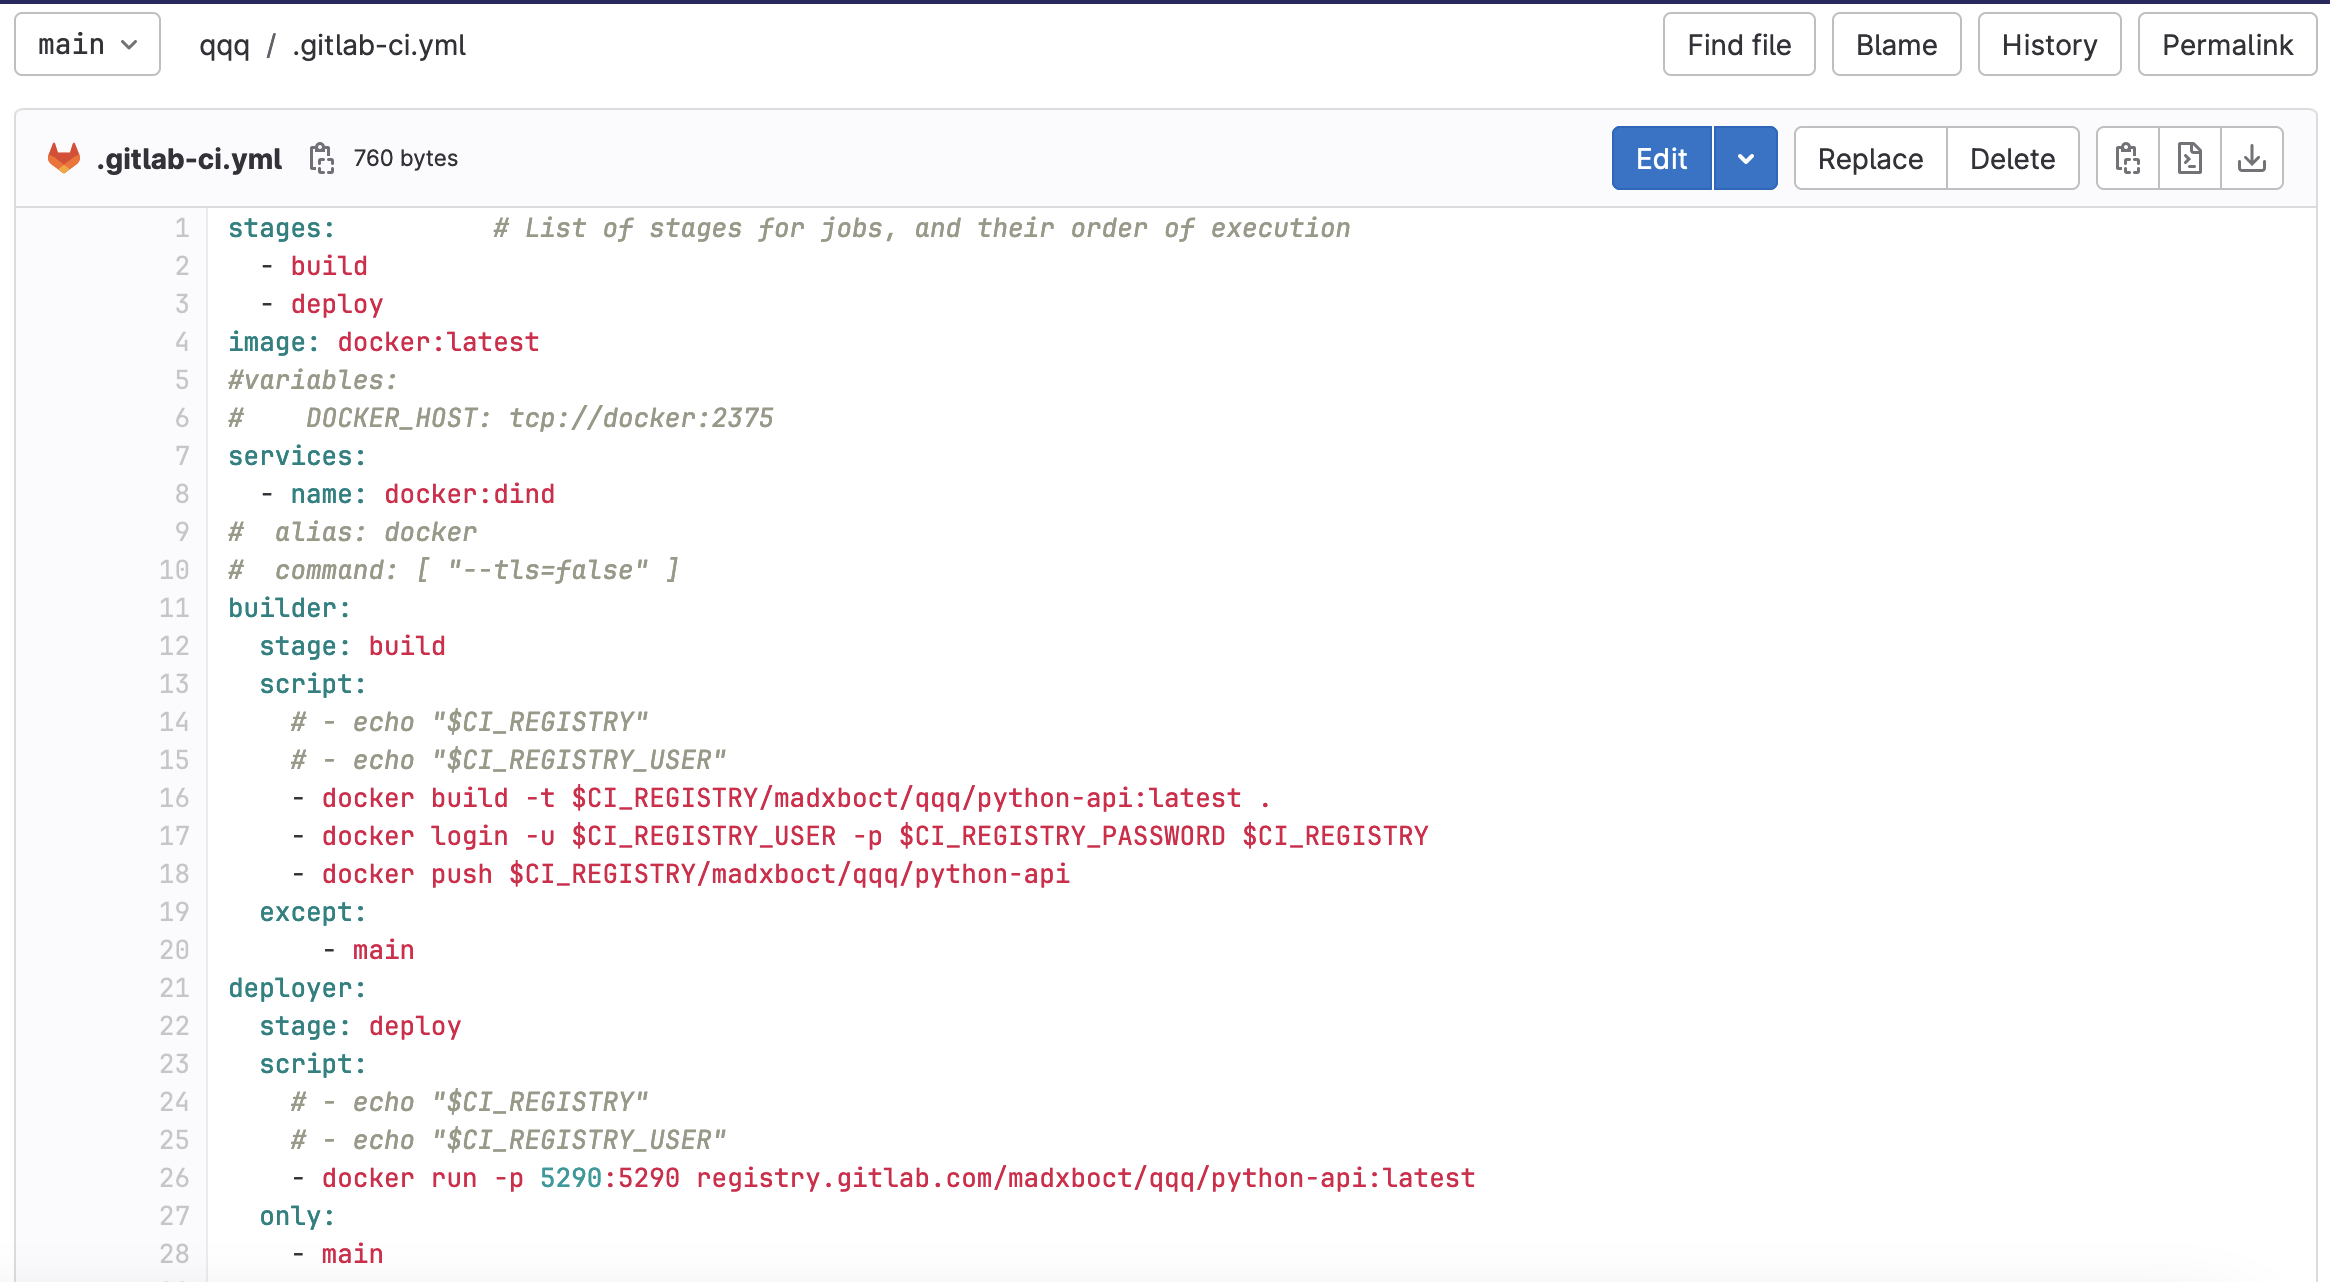 main
qqq / .gitlab-ci.yml
Find file
Blame
History
Permalink
.gitlab-ci.yml
760 bytes
Edit
Replace
Delete
1 stages:          # List of stages for jobs, and their order of execution
2   - build
3   - deploy
4 image: docker:latest
5 #variables:
6 #    DOCKER_HOST: tcp://docker:2375
7 services:
8   - name: docker:dind
9 #  alias: docker
10 #  command: [ "--tls=false" ]
11 builder:
12   stage: build
13   script:
14     # - echo "$CI_REGISTRY"
15     # - echo "$CI_REGISTRY_USER"
16     - docker build -t $CI_REGISTRY/madxboct/qqq/python-api:latest .
17     - docker login -u $CI_REGISTRY_USER -p $CI_REGISTRY_PASSWORD $CI_REGISTRY
18     - docker push $CI_REGISTRY/madxboct/qqq/python-api
19   except:
20       - main
21 deployer:
22   stage: deploy
23   script:
24     # - echo "$CI_REGISTRY"
25     # - echo "$CI_REGISTRY_USER"
26     - docker run -p 5290:5290 registry.gitlab.com/madxboct/qqq/python-api:latest
27   only:
28     - main